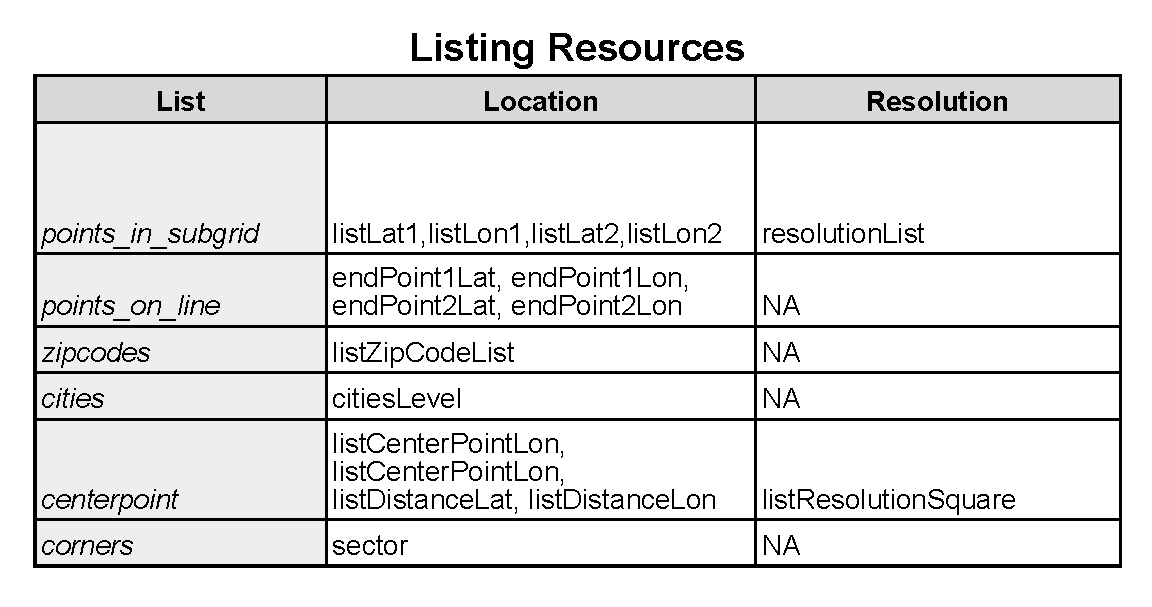 Listing Resources
List Location Resolution
points_in_subgrid listLat1,listLon1,listLat2,listLon2 resolutionList
endPoint1Lat, endPoint1Lon,
points_on_line endPoint2Lat, endPoint2Lon NA
zipcodes listZipCodeList NA
cities citiesLevel NA
listCenterPointLon,
listCenterPointLon,
centerpoint listDistanceLat, listDistanceLon listResolutionSquare
corners sector NA